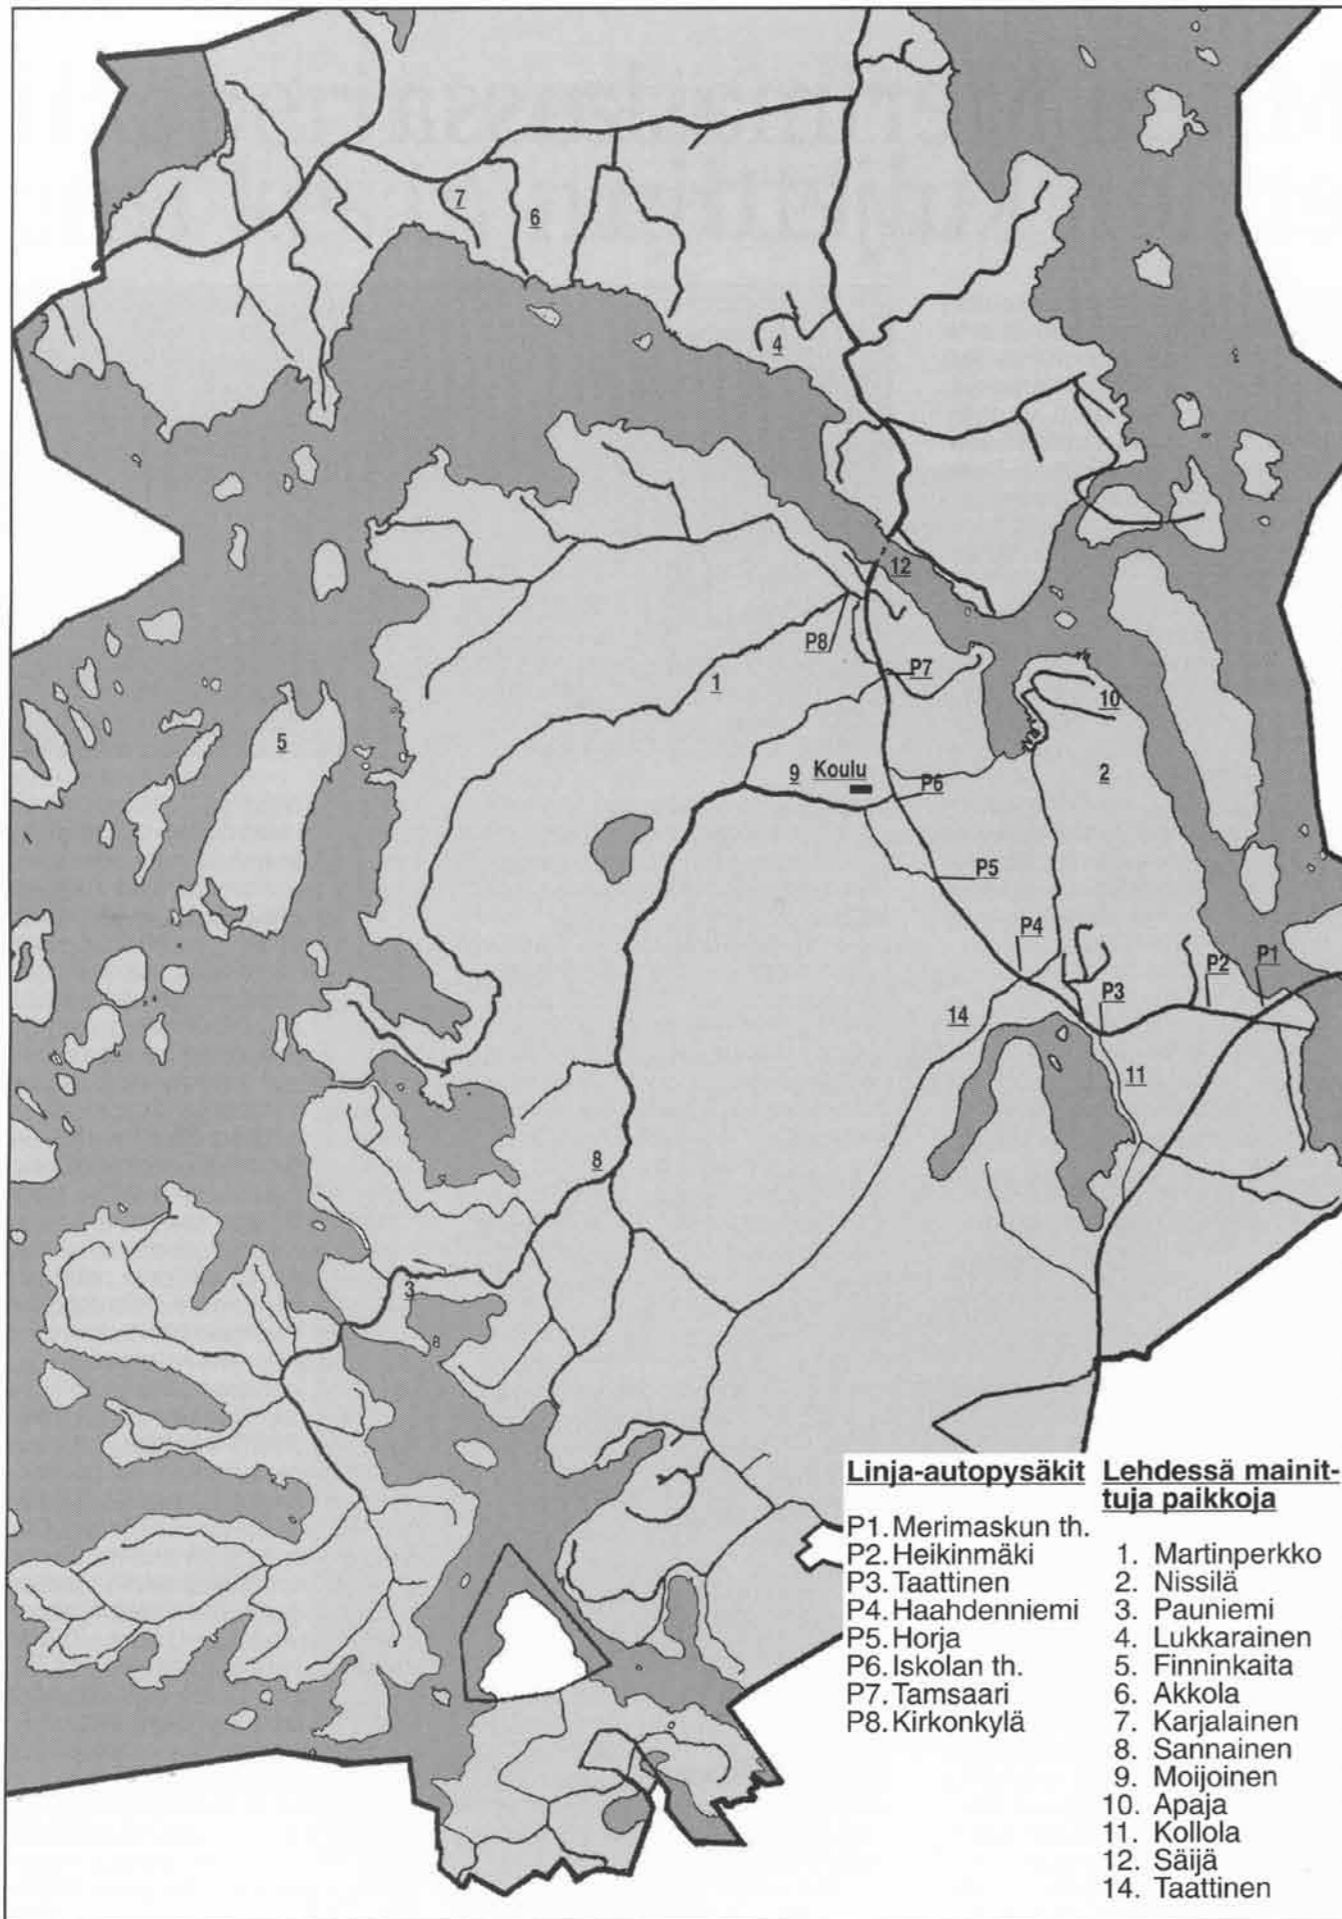 7
6
4
12
P8
P7
1
10
5
9 Koulu
2
P6
P5
P4
P2
P1
14
P3
11
8
3
8
Linja-autopysäkit
P1. Merimaskun th.
P2. Heikinmäki
P3. Taattinen
P4. Haahdenniemi
P5. Horja
P6. Iskolan th.
P7. Tamsaari
P8. Kirkonkylä
Lehdessä mainit-
tuja paikkoja
1. Martinperkko
2. Nissilä
3. Pauniemi
4. Lukkarainen
5. Finninkaita
6. Akkola
7. Karjalainen
8. Sannainen
9. Moijoinen
10. Apaja
11. Kollola
12. Säijä
14. Taattinen